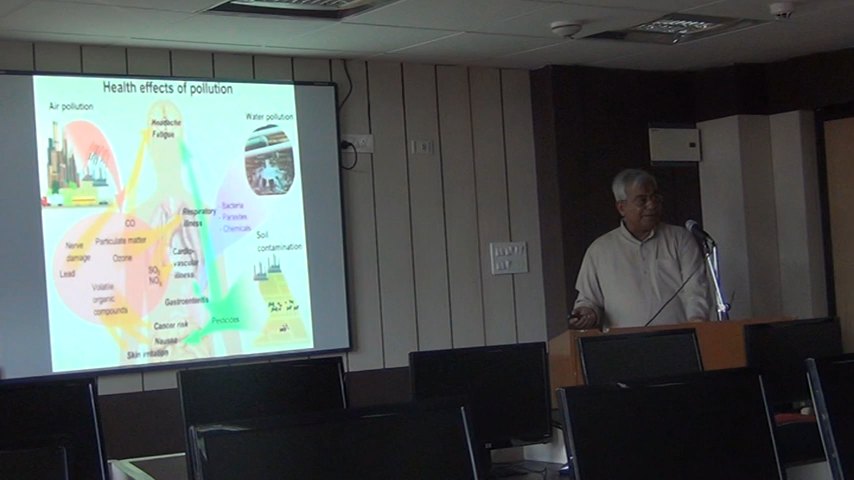 Health effects of pollution
Air pollution
Headache
Fatigue
Water pollution
Bacteria
Parasites
Chemicals
Respiratory
illness
CO
Particulate matter
Ozone
Nerve
damage
Lead
SO2
NOx
Volatile
organic
compounds
Cardio-
vascular
illness
Soil
contamination
Gastroenteritis
Pesticides
Cancer risk
Nausea
Skin irritation